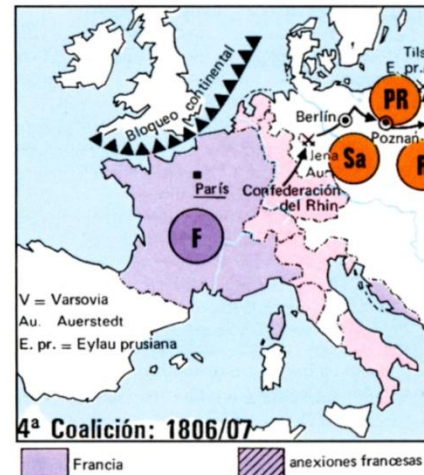 Bloqueo continental
Tils
E. pr.
PR
Berlín
Poznań
Jena
Au.
Sa
París
Confederación
del Rhin
F
V = Varsovia
Au. Auerstedt
E. pr. = Eylau prusiana
4ª Coalición: 1806/07
Francia
anexiones francesas